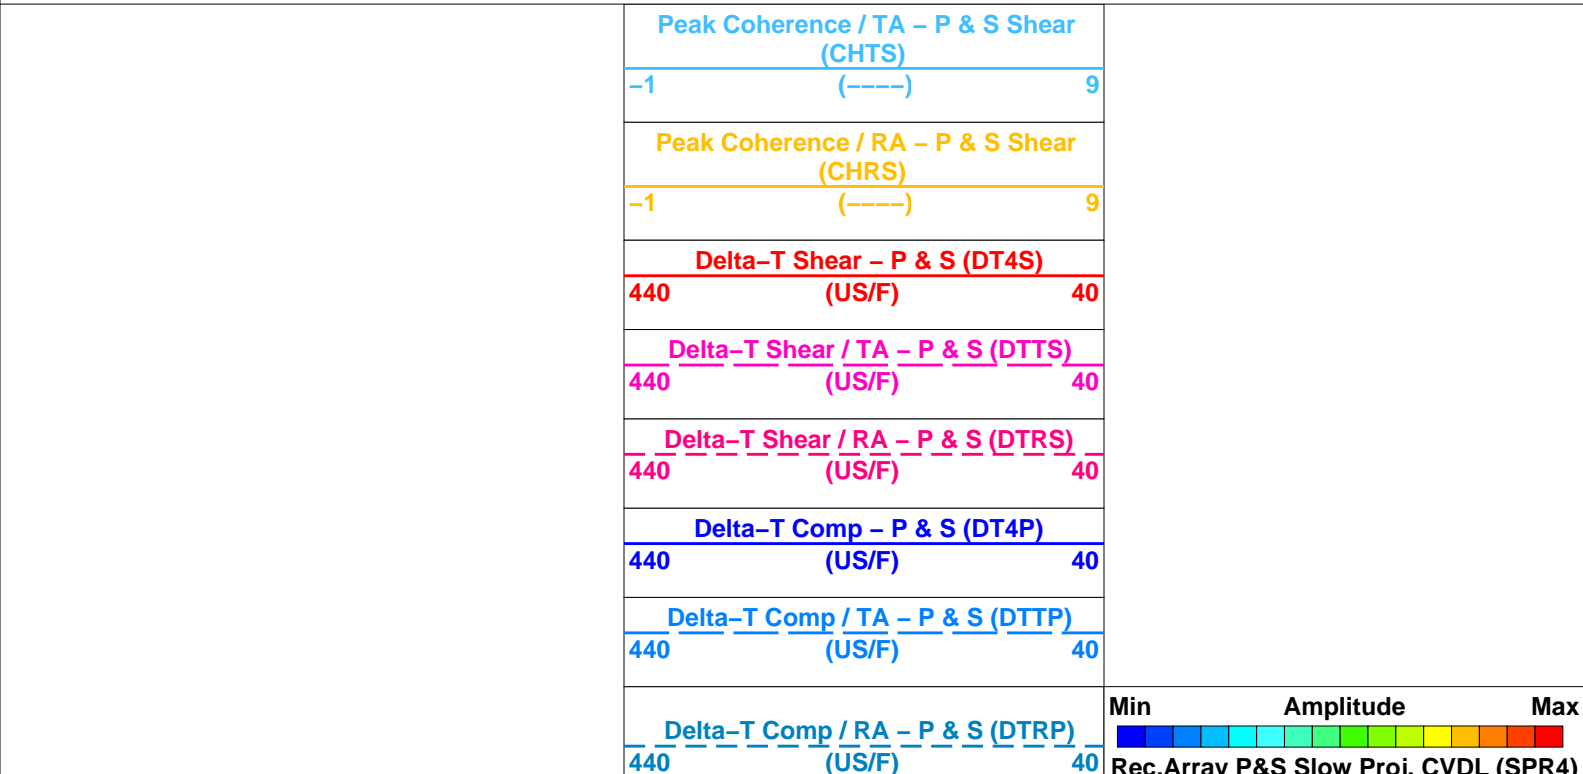 Peak Coherence / TA – P & S Shear
(CHTS)
–1 (––––) 9
Peak Coherence / RA – P & S Shear
(CHRS)
–1 (––––) 9
Delta–T Shear – P & S (DT4S)
440 (US/F) 40
Delta–T Shear / TA – P & S (DTTS)
440 (US/F) 40
Delta–T Shear / RA – P & S (DTRS)
440 (US/F) 40
Delta–T Comp – P & S (DT4P)
440 (US/F) 40
Delta–T Comp / TA – P & S (DTTP)
440 (US/F) 40
Delta–T Comp / RA – P & S (DTRP)
440 (US/F) 40
Min Amplitude Max
Rec.Array P&S Slow Proj. CVDL (SPR4)